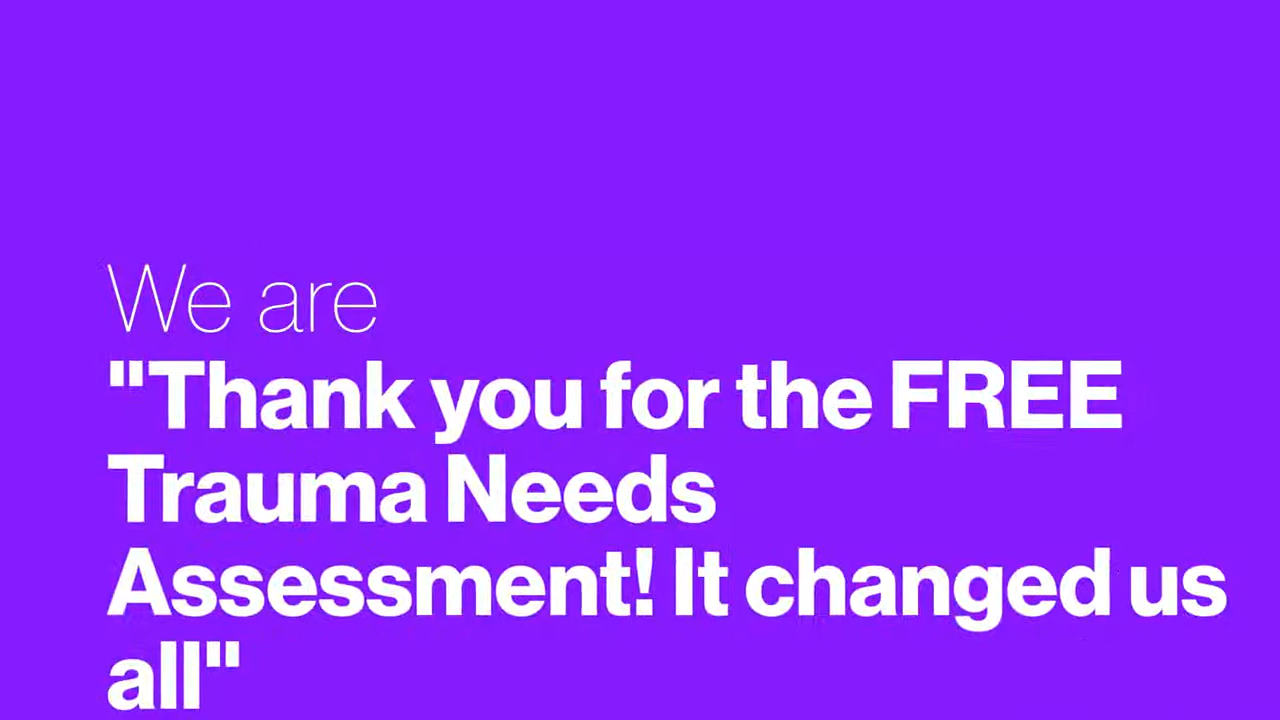 We are
"Thank you for the FREE
Trauma Needs
Assessment! It changed us
all"